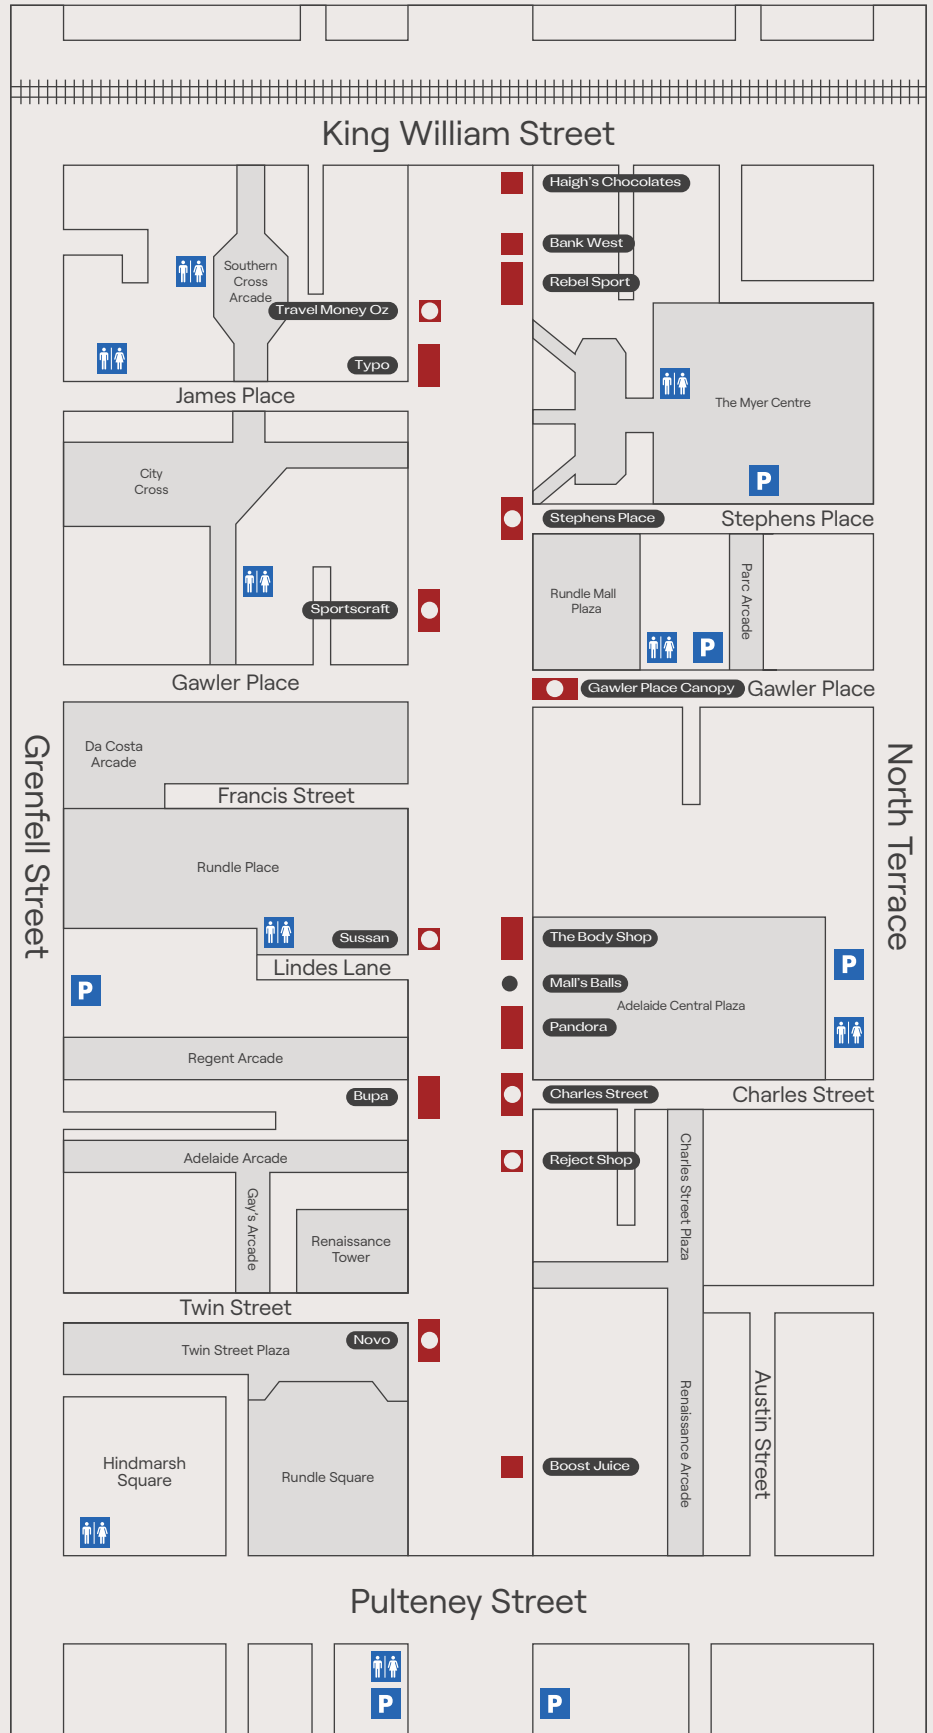 King William Street
Haigh's Chocolates
Bank West
Southern
Cross
Arcade
Rebel Sport
Travel Money Oz
Typo
James Place
The Myer Centre
P
City
Cross
Stephens Place
Stephens Place
Rundle Mall
Plaza
Parc Arcade
Sportscraft
P
Gawler Place
Gawler Place Canopy
Gawler Place
Grenfell Street
North Terrace
Da Costa
Arcade
Francis Street
Rundle Place
Sussan
The Body Shop
Lindes Lane
P
P
Mall's Balls
Adelaide Central Plaza
Pandora
Regent Arcade
Bupa
Charles Street
Charles Street
Adelaide Arcade
Reject Shop
Charles Street Plaza
Gay's Arcade
Renaissance
Tower
Twin Street
Novo
Twin Street Plaza
Renaissance Arcade
Austin Street
Hindmarsh
Square
Rundle Square
Boost Juice
Pulteney Street
P
P